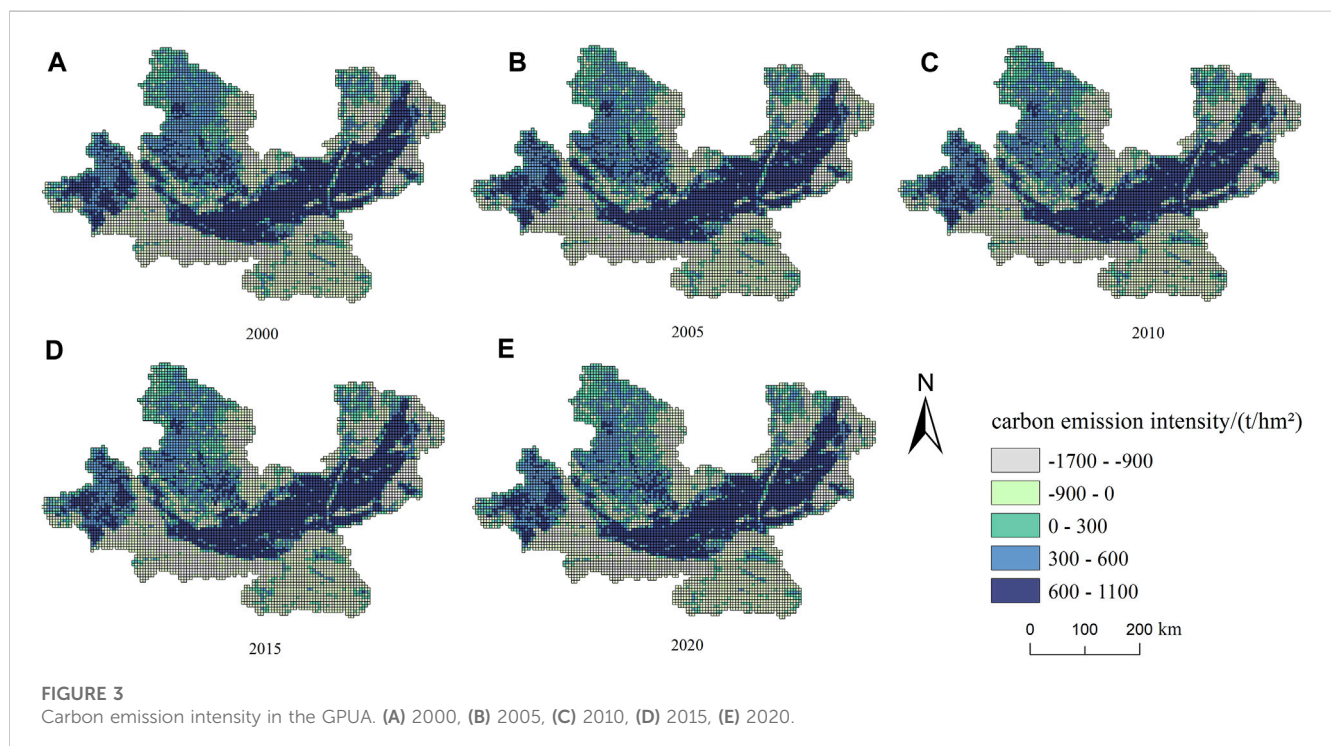 A
B
C
2000
2005
2010
D
E
N
carbon emission intensity/(t/hm²)
-1700 - -900
-900 - 0
0 - 300
300 - 600
600 - 1100
0 100 200 km
2015
2020
FIGURE 3
Carbon emission intensity in the GPUA. (A) 2000, (B) 2005, (C) 2010, (D) 2015, (E) 2020.